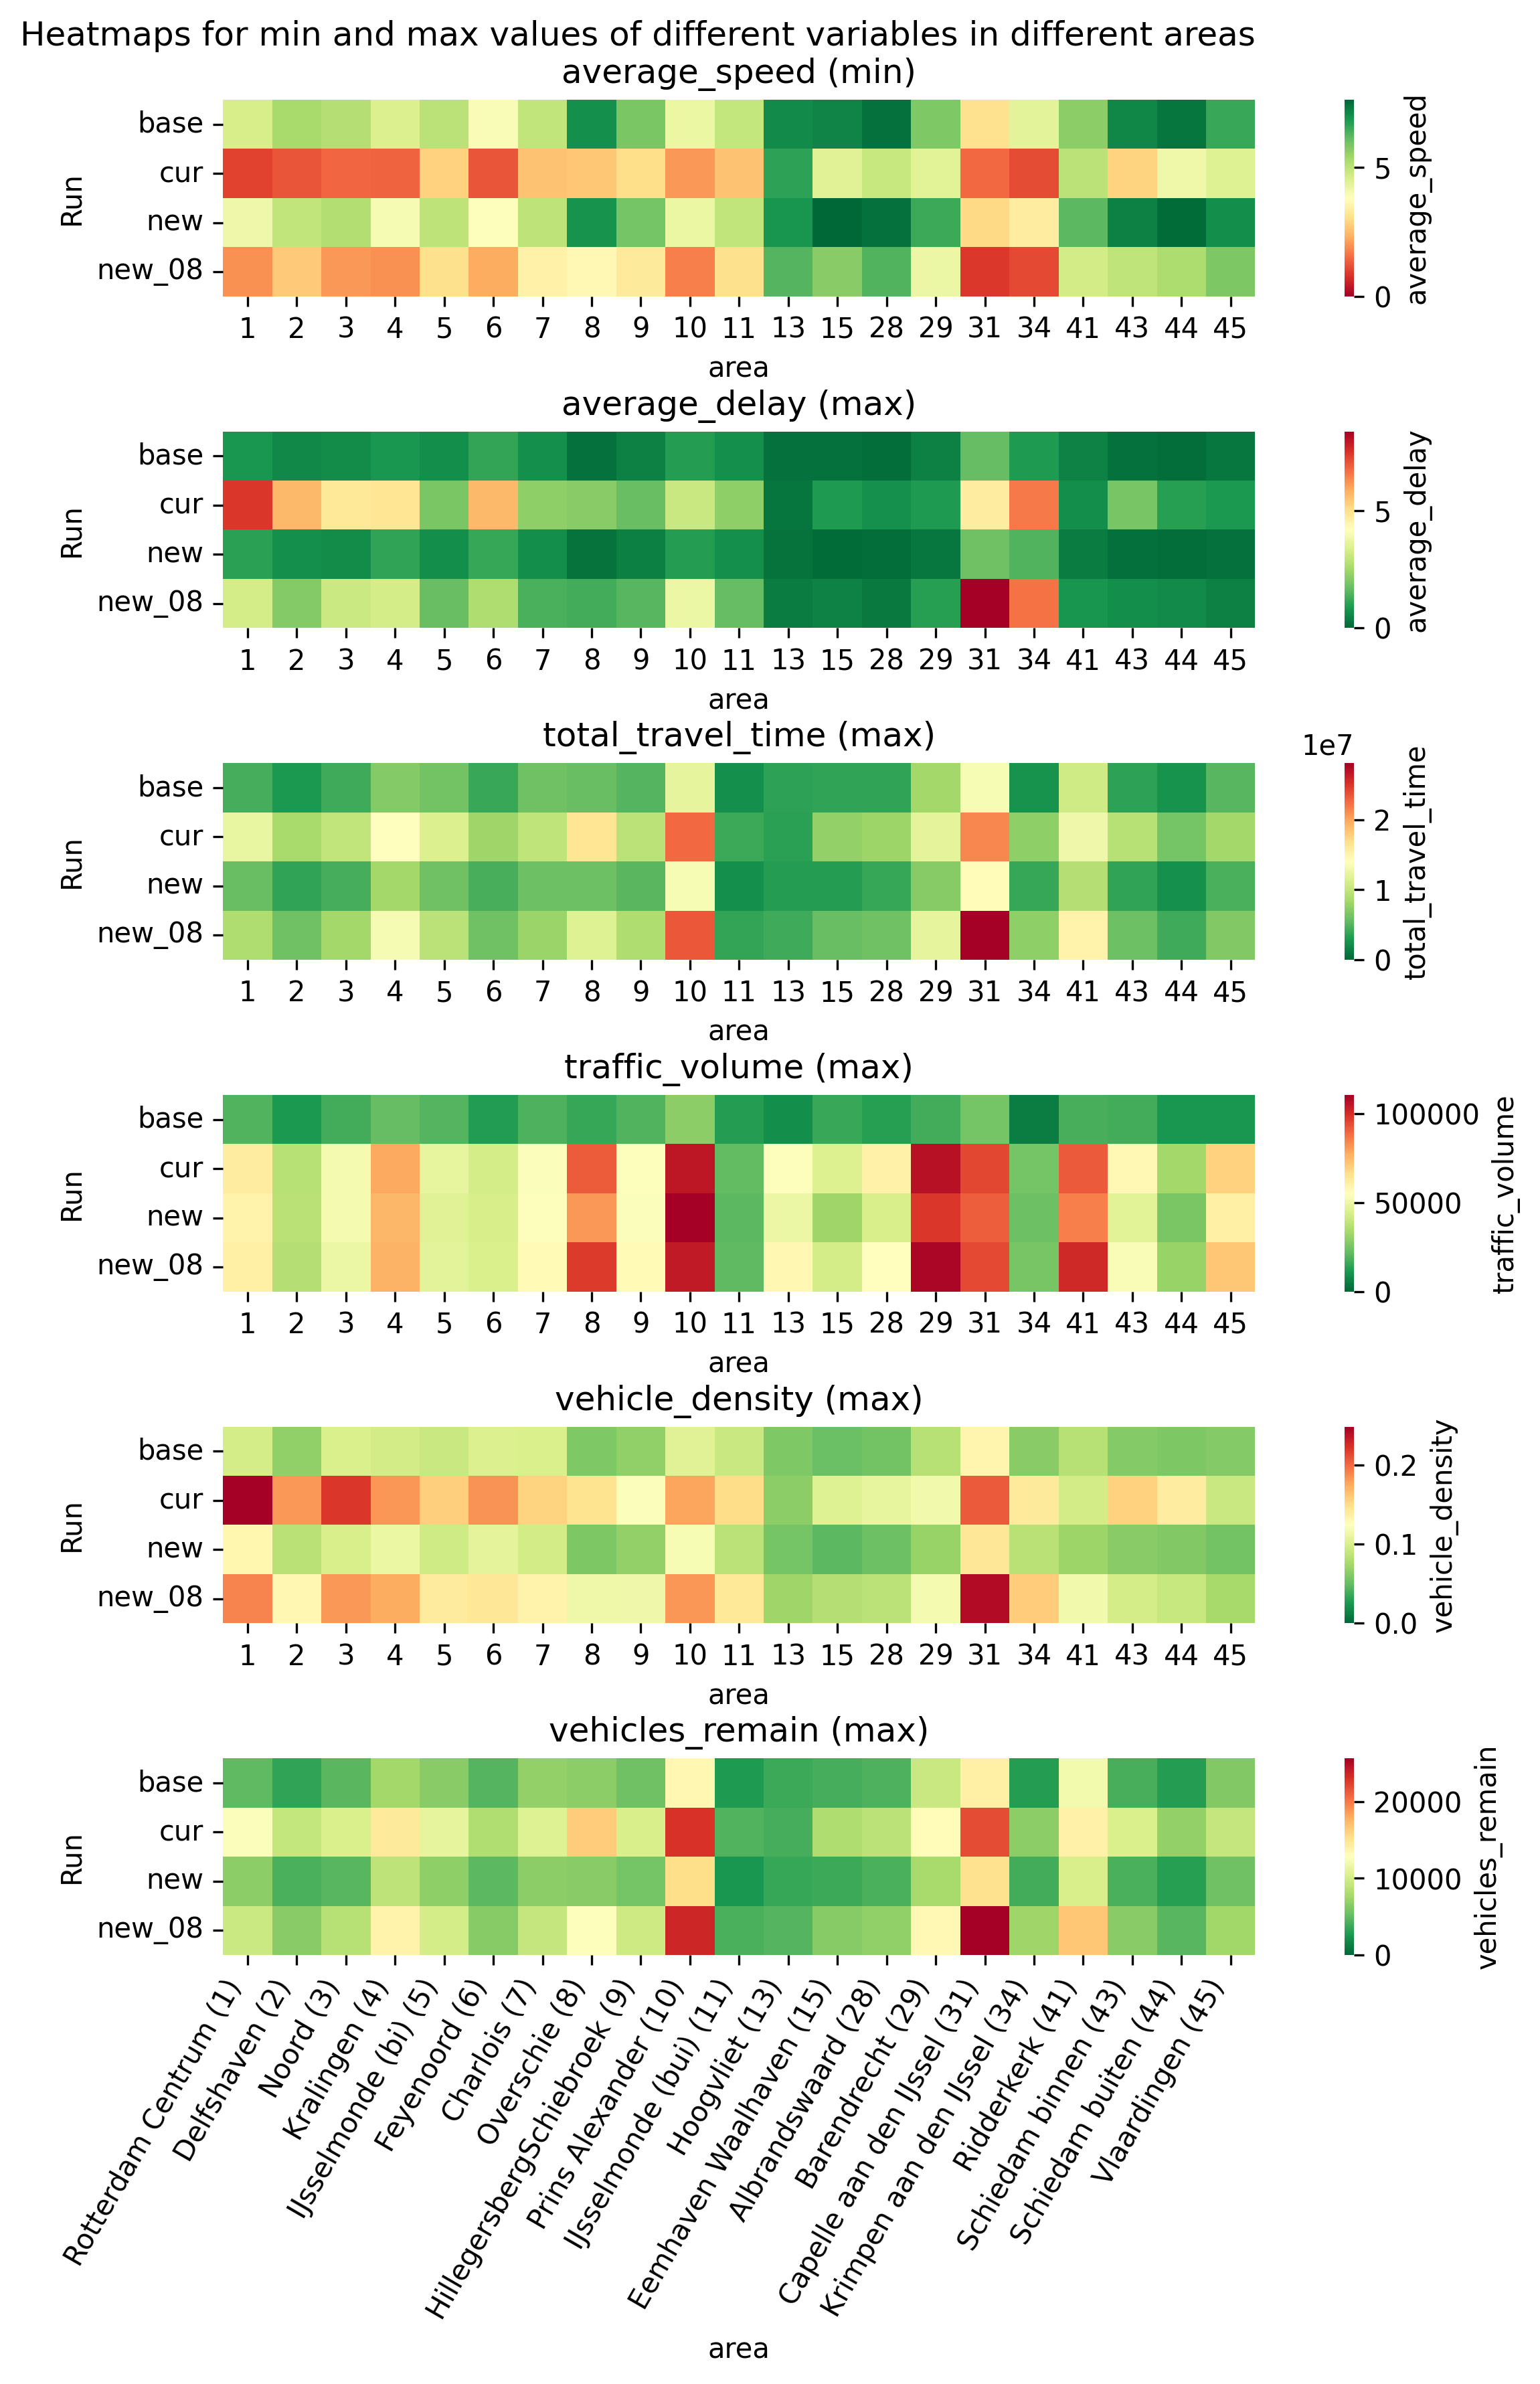 Heatmaps for min and max values of different variables in different areas
average_speed (min)
base
cur
new
new_08
Run
1 2 3 4 5 6 7 8 9 10 11 13 15 28 29 31 34 41 43 44 45
area
5
0
average_speed
average_delay (max)
base
cur
new
new_08
Run
1 2 3 4 5 6 7 8 9 10 11 13 15 28 29 31 34 41 43 44 45
area
5
0
average_delay
total_travel_time (max)
base
cur
new
new_08
Run
1 2 3 4 5 6 7 8 9 10 11 13 15 28 29 31 34 41 43 44 45
area
1e7
2
1
0
total_travel_time
traffic_volume (max)
base
cur
new
new_08
Run
1 2 3 4 5 6 7 8 9 10 11 13 15 28 29 31 34 41 43 44 45
area
100000
50000
0
traffic_volume
vehicle_density (max)
base
cur
new
new_08
Run
1 2 3 4 5 6 7 8 9 10 11 13 15 28 29 31 34 41 43 44 45
area
0.2
0.1
0.0
vehicle_density
vehicles_remain (max)
base
cur
new
new_08
Run
Rotterdam Centrum (1)
Delfshaven (2)
Noord (3)
Kralingen (4)
IJsselmonde (bi) (5)
Feyenoord (6)
Charlois (7)
Overschie (8)
HillegersbergSchiebroek (9)
Prins Alexander (10)
IJsselmonde (bui) (11)
Hoogvliet (13)
Eemhaven Waalhaven (15)
Albrandswaard (28)
Barendrecht (29)
Capelle aan den IJssel (31)
Krimpen aan den IJssel (34)
Ridderkerk (41)
Schiedam binnen (43)
Schiedam buiten (44)
Vlaardingen (45)
area
20000
10000
0
vehicles_remain